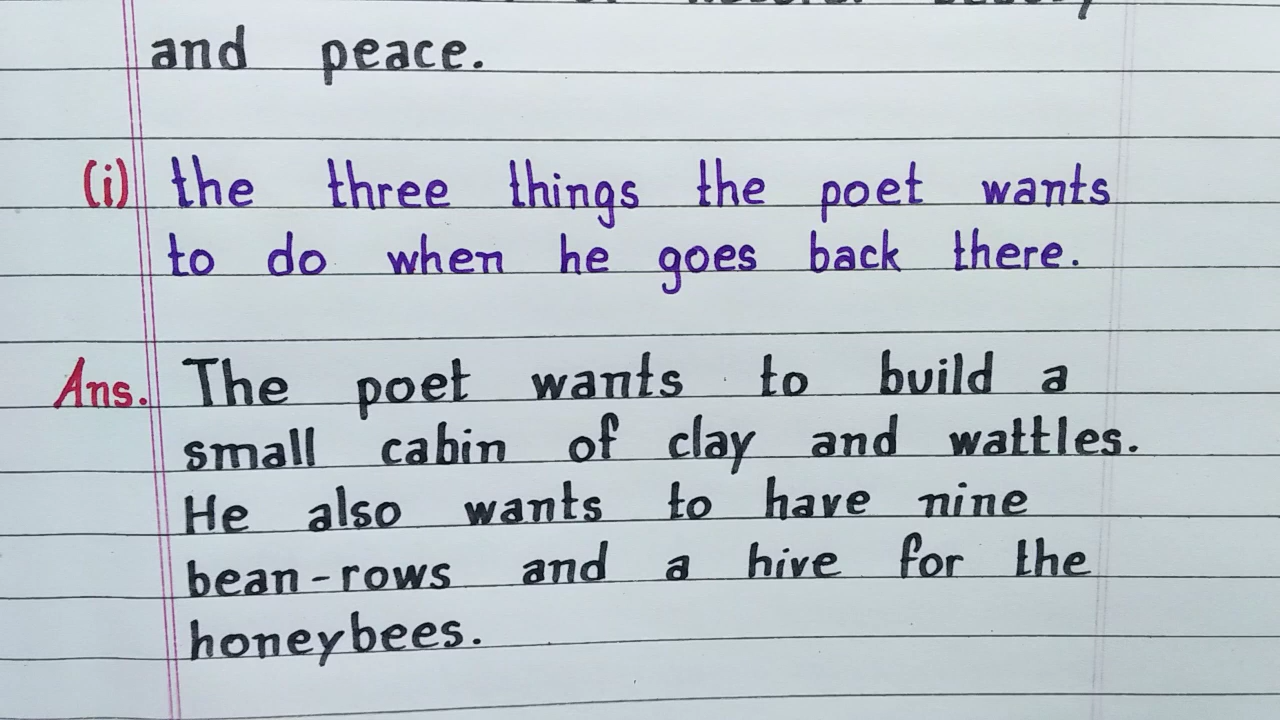 and peace.
(i) the three things the poet wants
to do when he goes back there.
Ans. The poet wants to build a
small cabin of clay and wattles.
He also wants to have nine
bean-rows and a hive for the
honeybees.